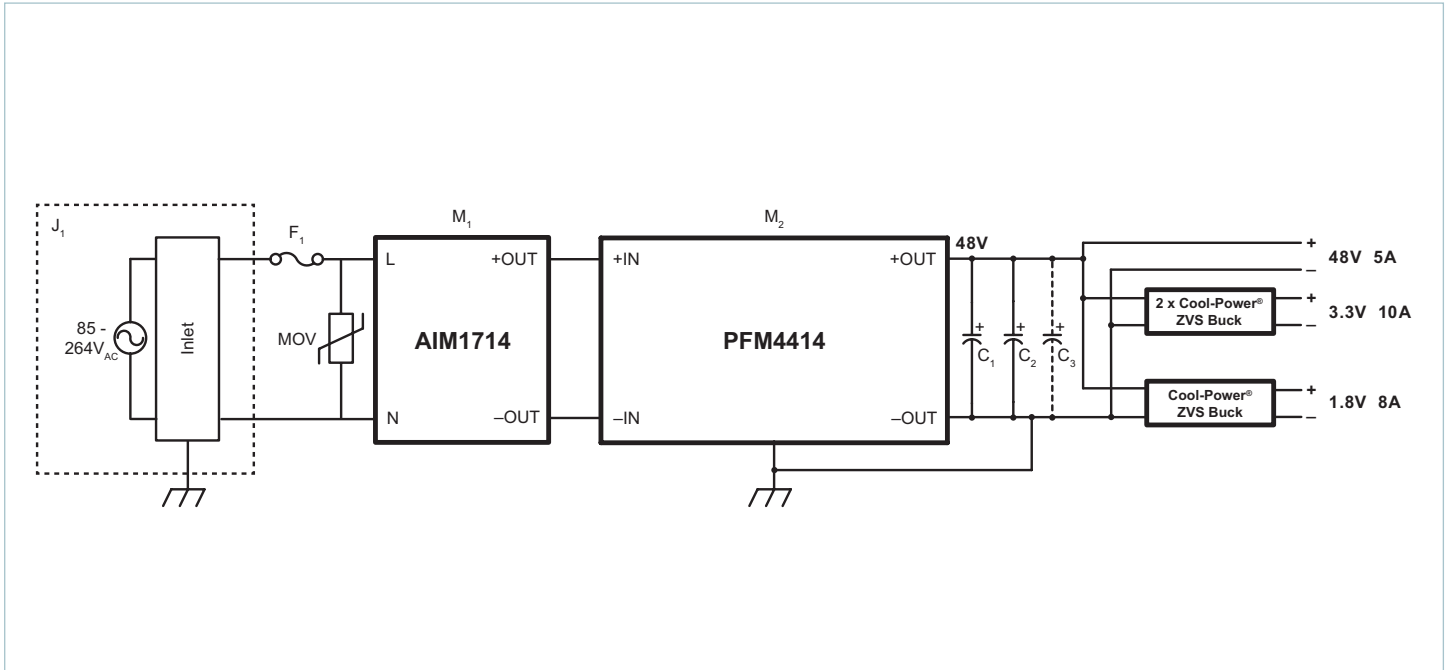 J1
85 -
264VAC
Inlet
F1
MOV
M1
L
+OUT
AIM1714
N
–OUT
M2
+IN
+OUT
PFM4414
–IN
–OUT
48V
+
C1
+
C2
+
C3
+
48V 5A
–
2 x Cool-Power®
ZVS Buck
+
3.3V 10A
–
Cool-Power®
ZVS Buck
+
1.8V 8A
–